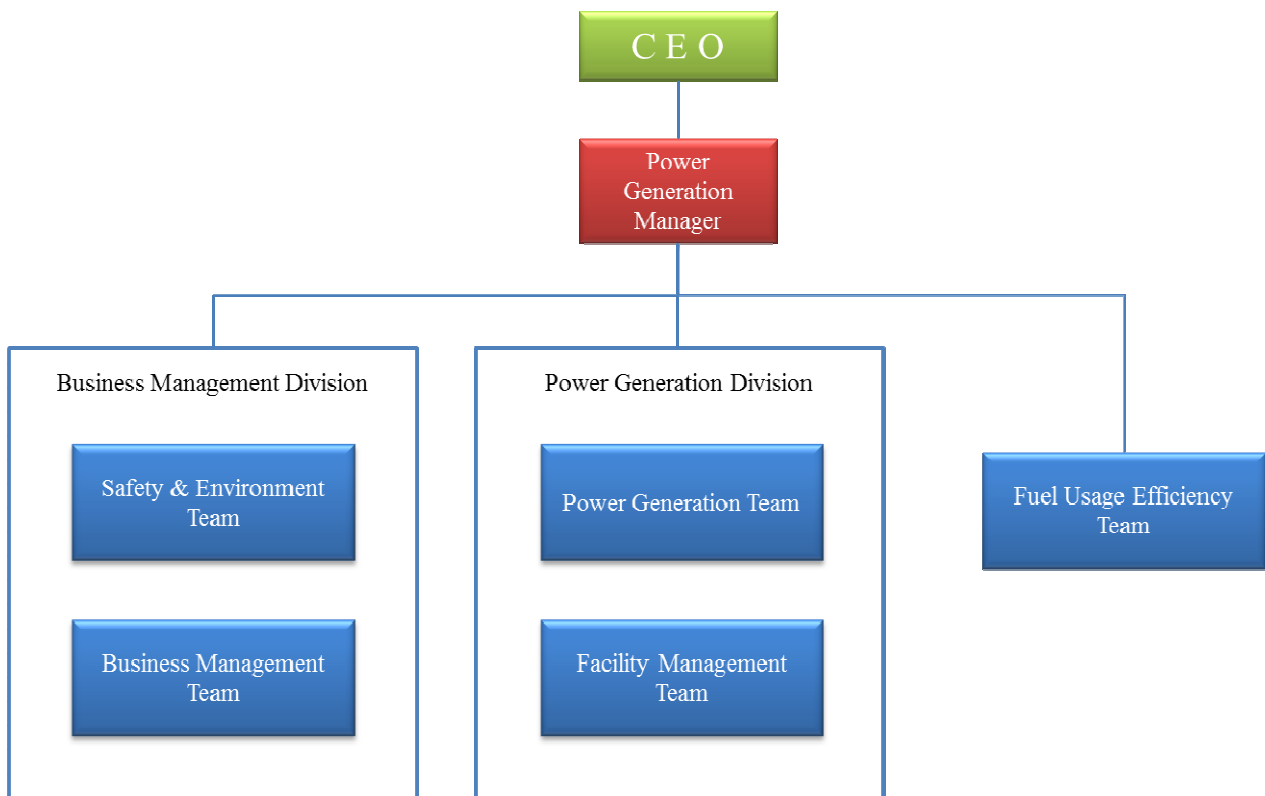 C E O
Power
Generation
Manager
Business Management Division
Safety & Environment
Team
Business Management
Team
Power Generation Division
Power Generation Team
Facility Management
Team
Fuel Usage Efficiency
Team